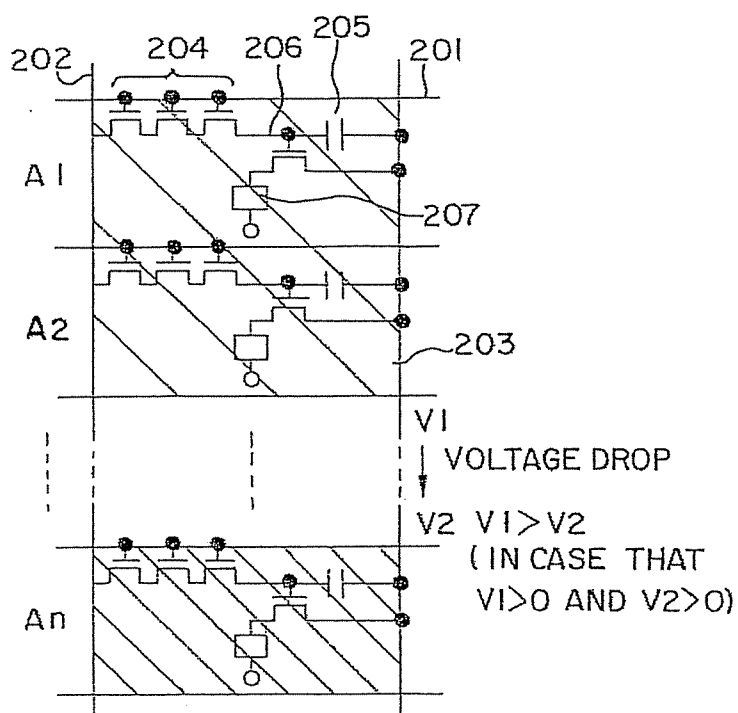 205
204
206
201
202
A1
207
A2
203
V1
VOLTAGE DROP
V2 V1>V2
(IN CASE THAT
V1>0 AND V2>0)
An